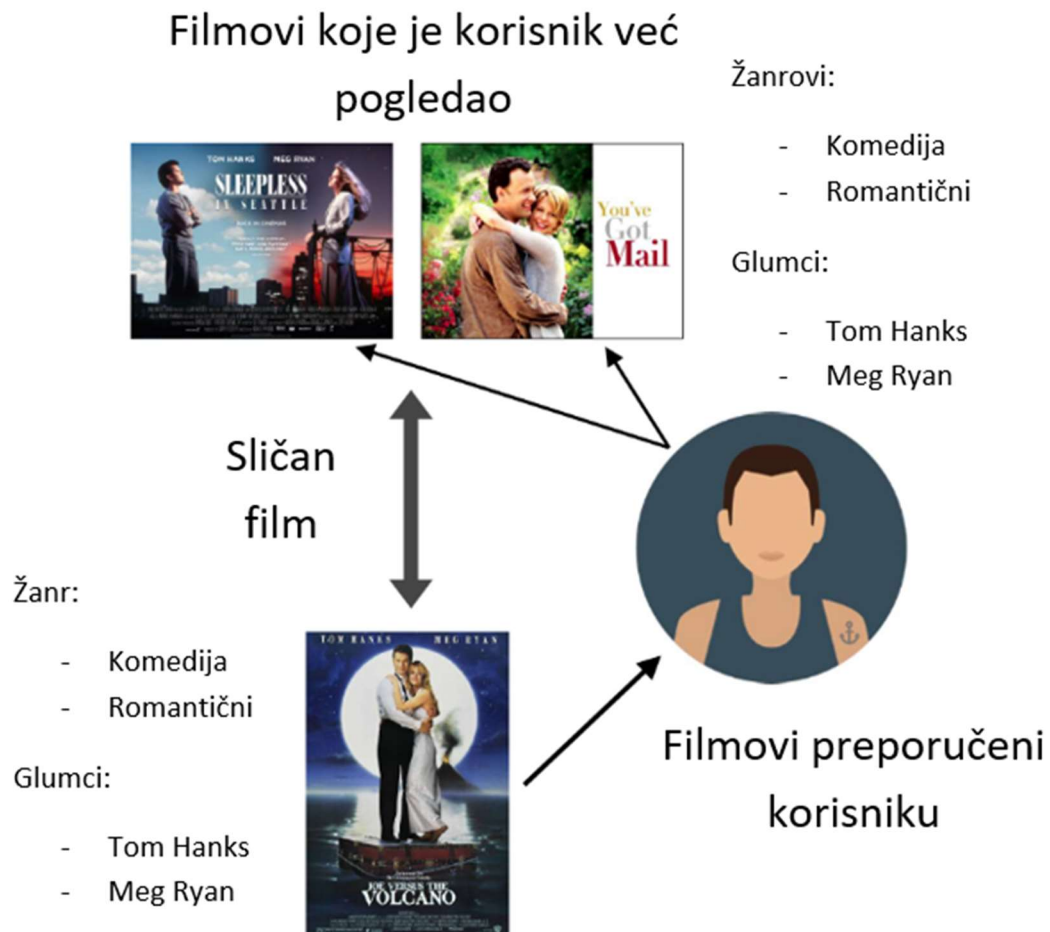 Filmovi koje je korisnik već
pogledao
Žanrovi:
- Komedija
- Romantični
Glumci:
- Tom Hanks
- Meg Ryan
TOM HANKS MEG RYAN
SLEEPLESS
IN SEATTLE
You've
Got
Mail
Sličan
film
Žanr:
- Komedija
- Romantični
Glumci:
- Tom Hanks
- Meg Ryan
TOM HANKS MEG RYAN
JOE VERSUS THE
VOLCANO
Filmovi preporučeni
korisniku